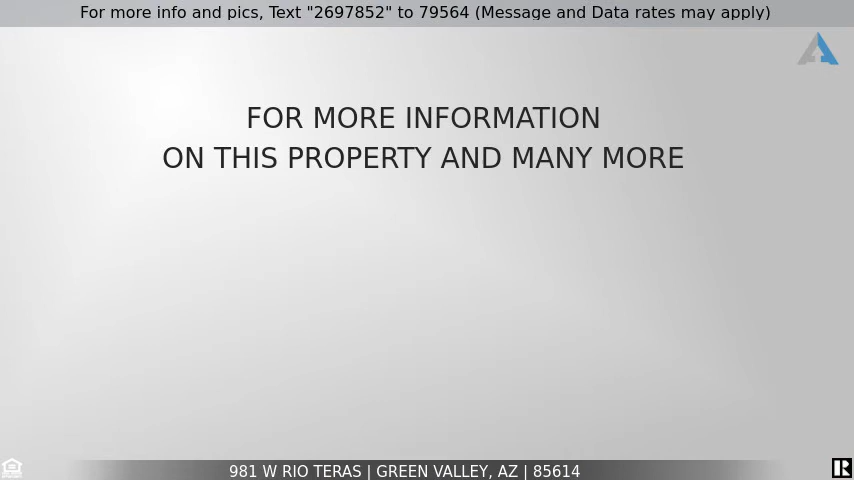 For more info and pics, Text "2697852" to 79564 (Message and Data rates may apply)
FOR MORE INFORMATION
ON THIS PROPERTY AND MANY MORE
981 W RIO TERAS | GREEN VALLEY, AZ | 85614